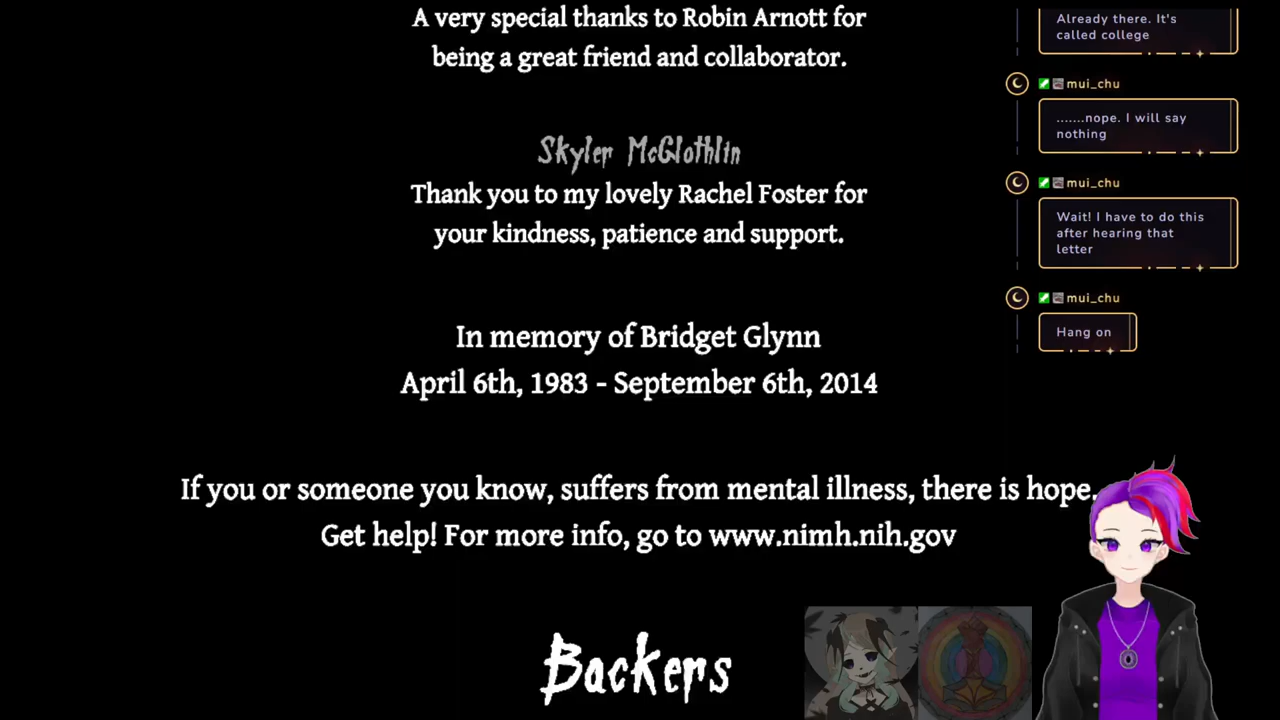 A very special thanks to Robin Arnott for
being a great friend and collaborator.
Skyler McGlothlin
Thank you to my lovely Rachel Foster for
your kindness, patience and support.
In memory of Bridget Glynn
April 6th, 1983 - September 6th, 2014
If you or someone you know, suffers from mental illness, there is hope.
Get help! For more info, go to www.nimh.nih.gov
Backers
Already there. It's
called college
mui_chu
.......nope. I will say
nothing
mui_chu
Wait! I have to do this
after hearing that
letter
mui_chu
Hang on